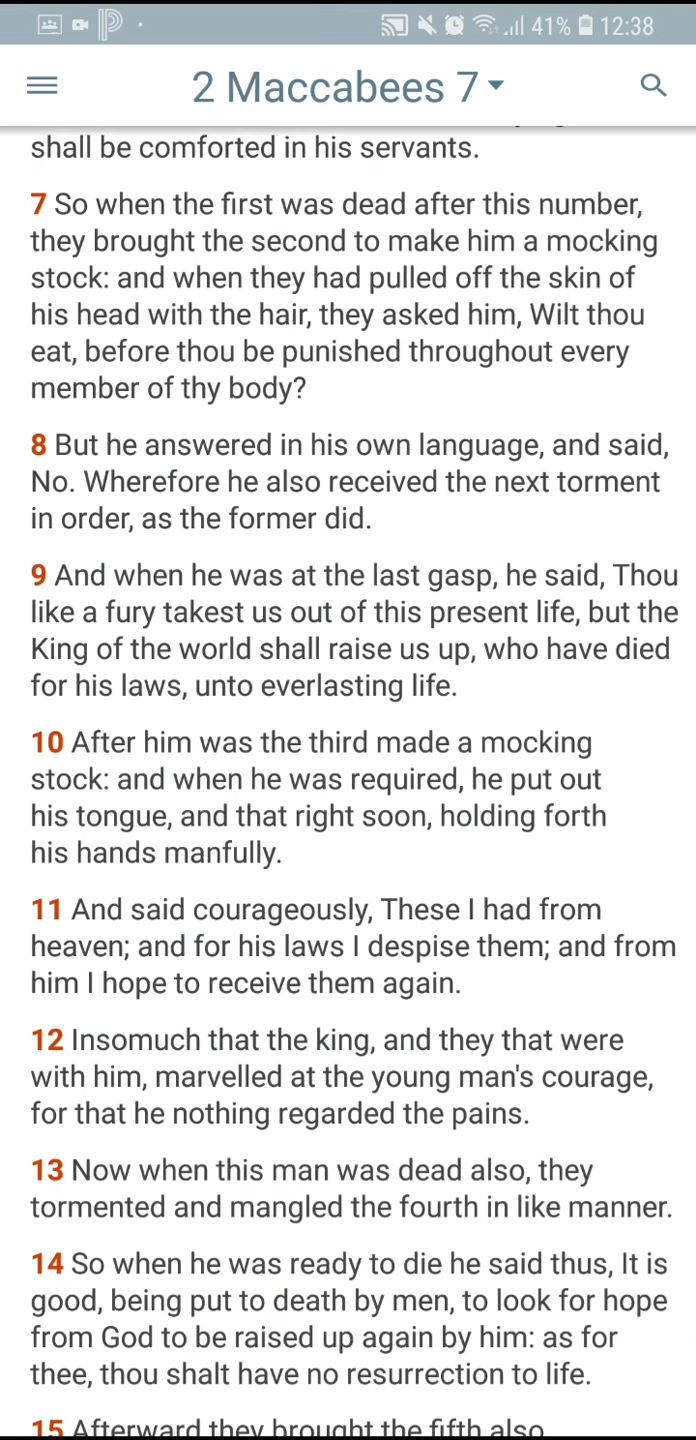 41% 12:38
2 Maccabees 7
shall be comforted in his servants.
7 So when the first was dead after this number,
they brought the second to make him a mocking
stock: and when they had pulled off the skin of
his head with the hair, they asked him, Wilt thou
eat, before thou be punished throughout every
member of thy body?
8 But he answered in his own language, and said,
No. Wherefore he also received the next torment
in order, as the former did.
9 And when he was at the last gasp, he said, Thou
like a fury takest us out of this present life, but the
King of the world shall raise us up, who have died
for his laws, unto everlasting life.
10 After him was the third made a mocking
stock: and when he was required, he put out
his tongue, and that right soon, holding forth
his hands manfully.
11 And said courageously, These I had from
heaven; and for his laws I despise them; and from
him I hope to receive them again.
12 Insomuch that the king, and they that were
with him, marvelled at the young man's courage,
for that he nothing regarded the pains.
13 Now when this man was dead also, they
tormented and mangled the fourth in like manner.
14 So when he was ready to die he said thus, It is
good, being put to death by men, to look for hope
from God to be raised up again by him: as for
thee, thou shalt have no resurrection to life.
15 Afterward they brought the fifth also